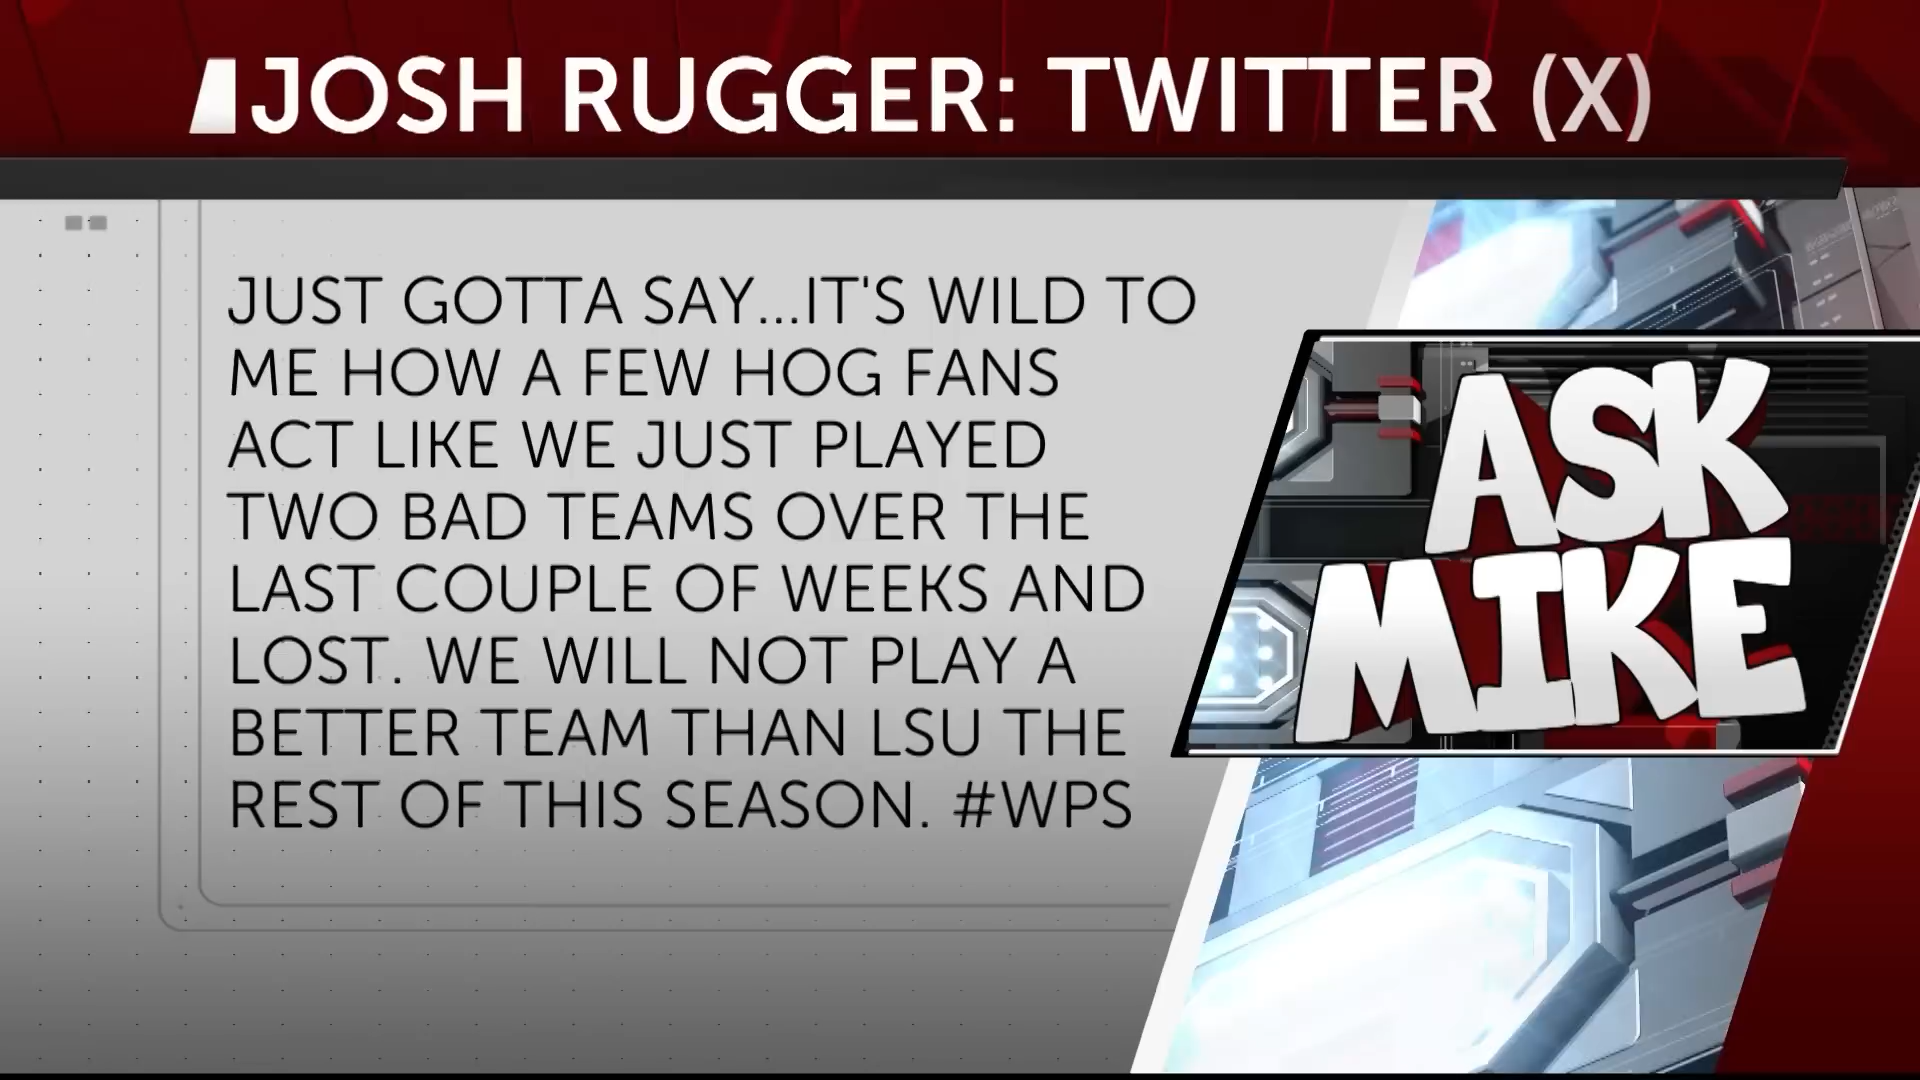 JOSH RUGGER: TWITTER (X)
JUST GOTTA SAY...IT'S WILD TO
ME HOW A FEW HOG FANS
ACT LIKE WE JUST PLAYED
TWO BAD TEAMS OVER THE
LAST COUPLE OF WEEKS AND
LOST. WE WILL NOT PLAY A
BETTER TEAM THAN LSU THE
REST OF THIS SEASON. #WPS
ASK
MIKE